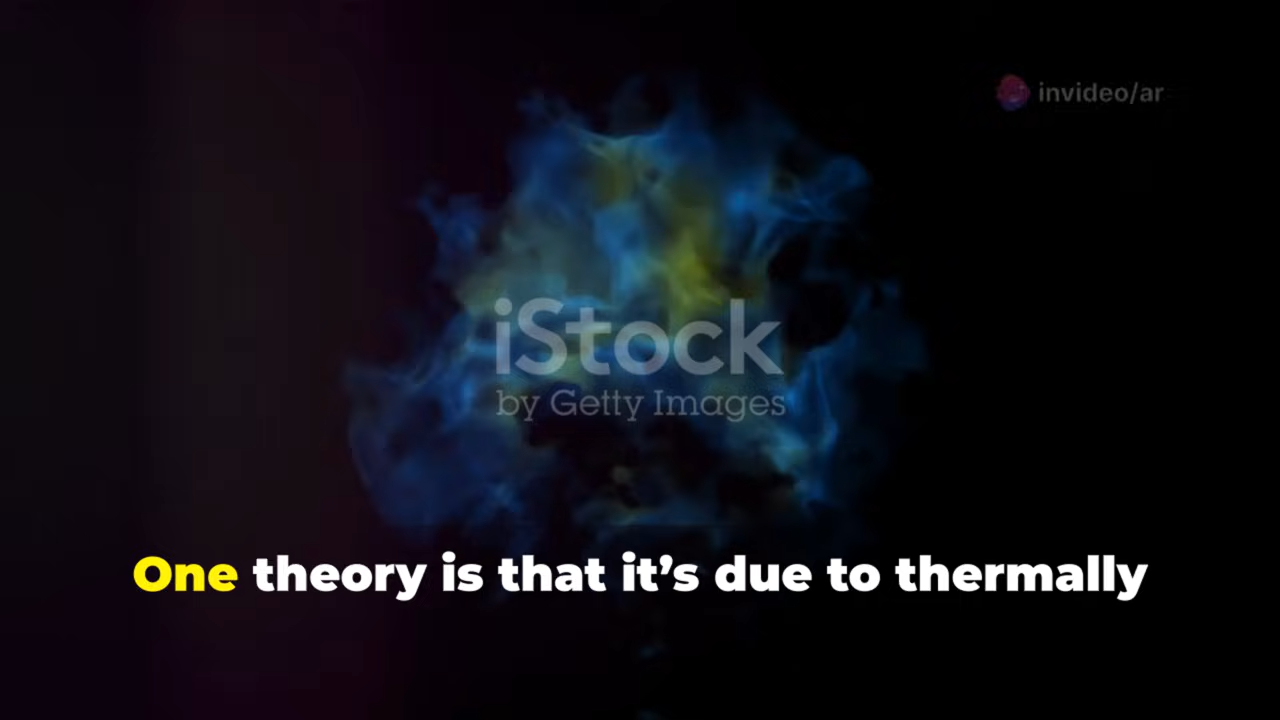 invideo/ar
iStock
by Getty Images
One theory is that it’s due to thermally